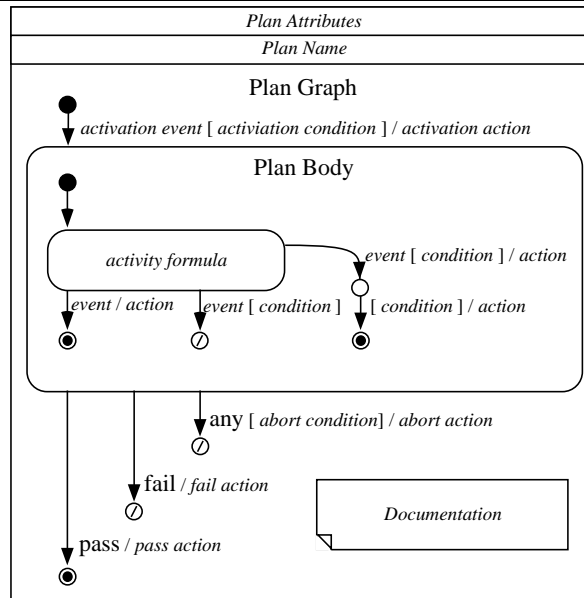 Plan Attributes
Plan Name
Plan Graph
activation event [ activiation condition ] / activation action
Plan Body
activity formula
event [ condition ] / action
event / action
event [ condition ]
[ condition ] / action
any [ abort condition] / abort action
fail / fail action
Documentation
pass / pass action